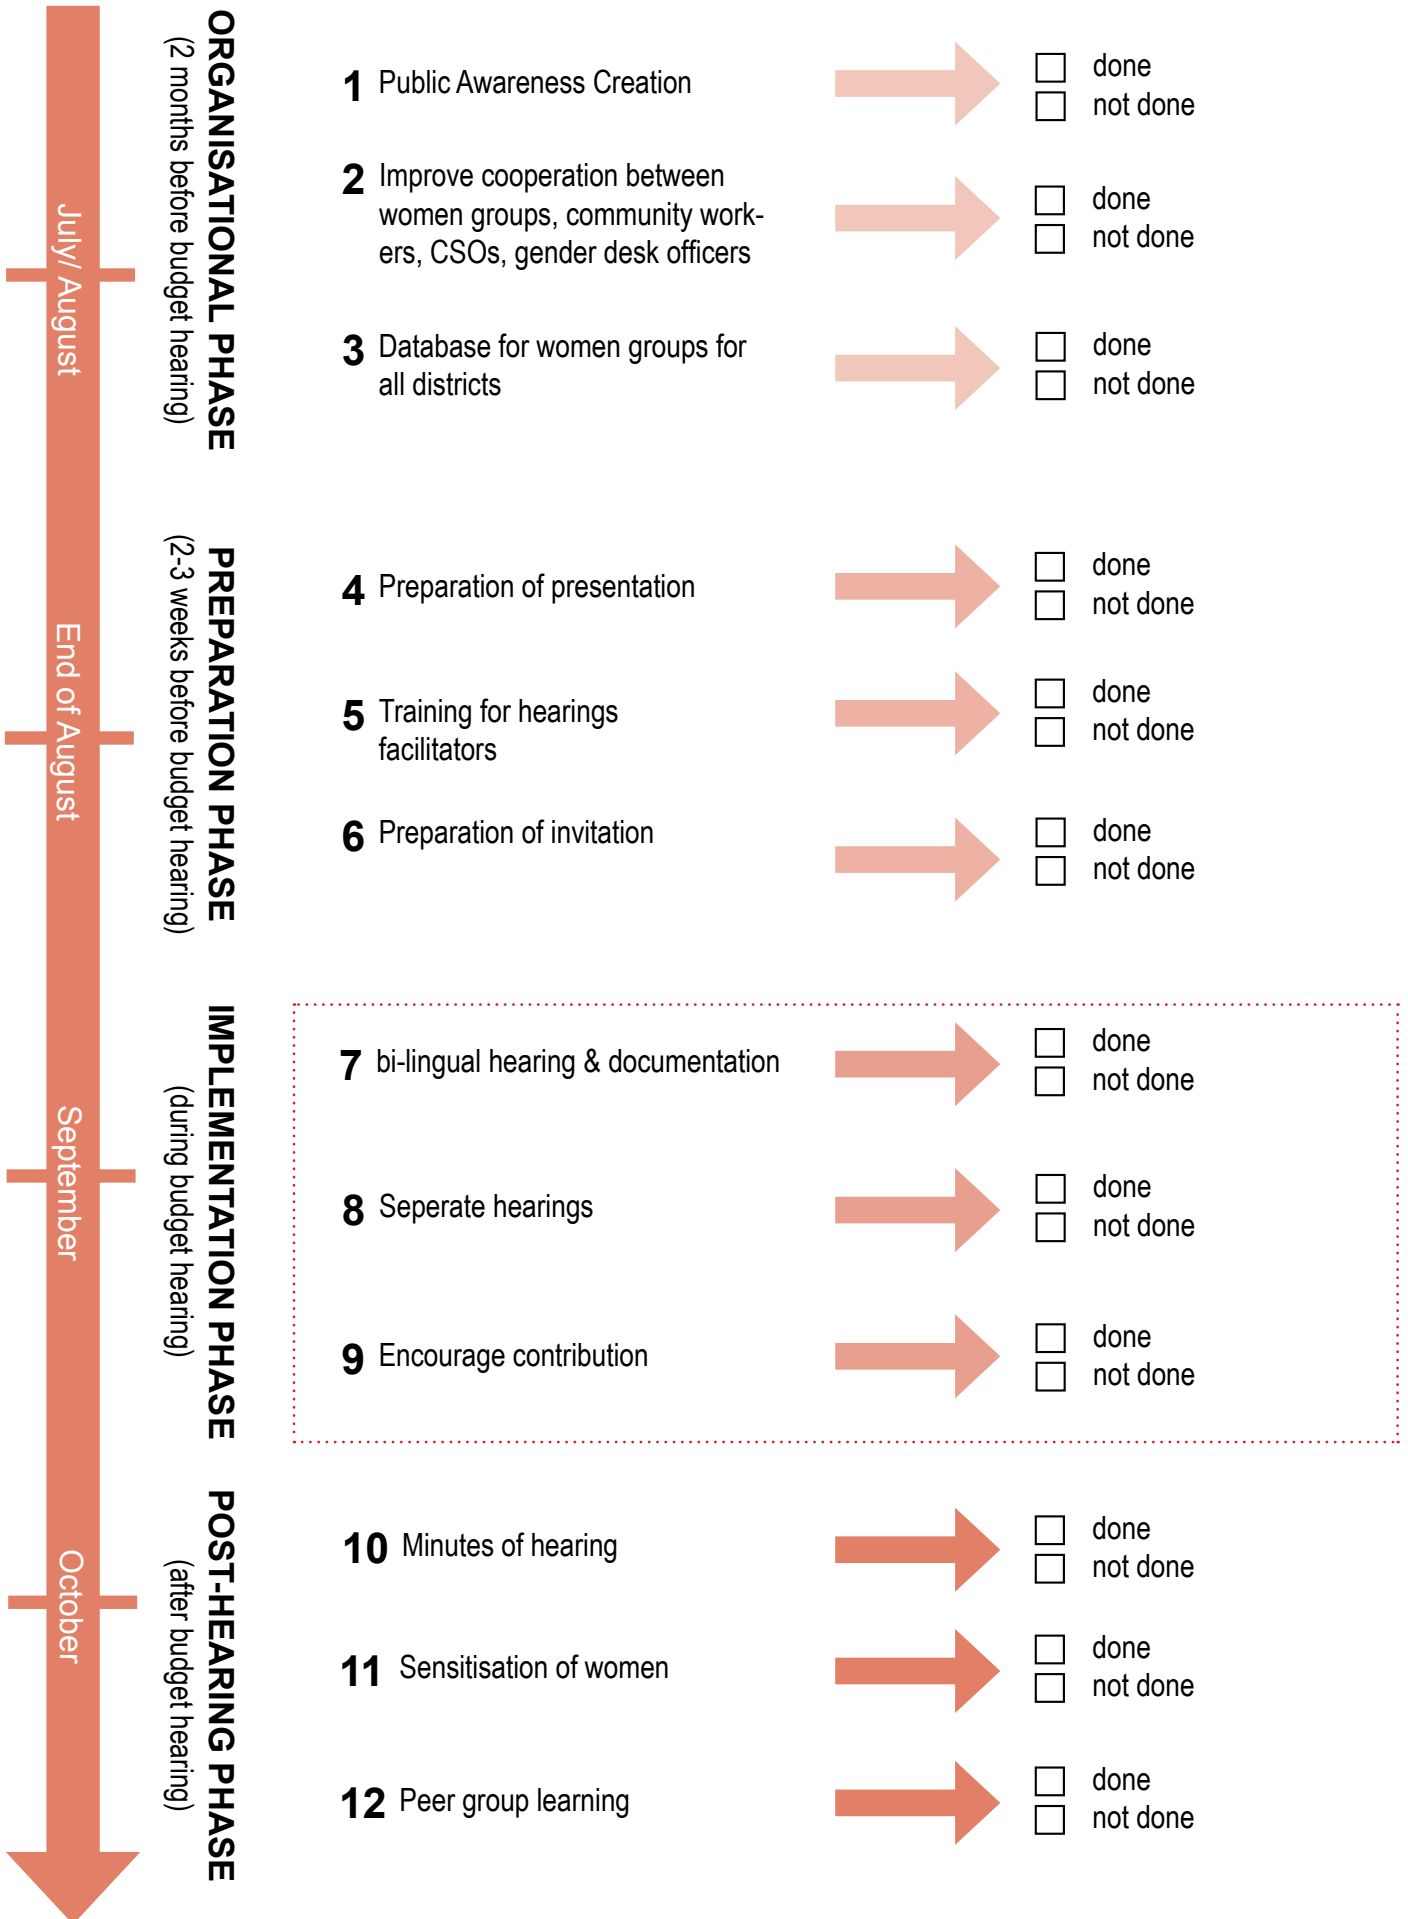 July/ August
ORGANISATIONAL PHASE
(2 months before budget hearing)
1 Public Awareness Creation
done
not done
2 Improve cooperation between
women groups, community work-
ers, CSOs, gender desk officers
done
not done
3 Database for women groups for
all districts
done
not done
End of August
PREPARATION PHASE
(2-3 weeks before budget hearing)
4 Preparation of presentation
done
not done
5 Training for hearings
facilitators
done
not done
6 Preparation of invitation
done
not done
September
IMPLEMENTATION PHASE
(during budget hearing)
7 bi-lingual hearing & documentation
done
not done
8 Seperate hearings
done
not done
9 Encourage contribution
done
not done
October
POST-HEARING PHASE
(after budget hearing)
10 Minutes of hearing
done
not done
11 Sensitisation of women
done
not done
12 Peer group learning
done
not done